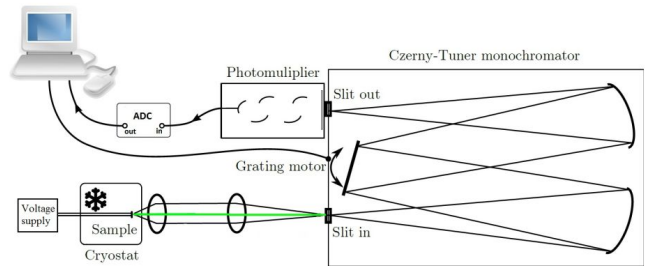 Czerny-Tuner monochromator
Photomuliplier
Slit out
ADC
out in
Grating motor
Voltage
supply
Sample
Slit in
Cryostat